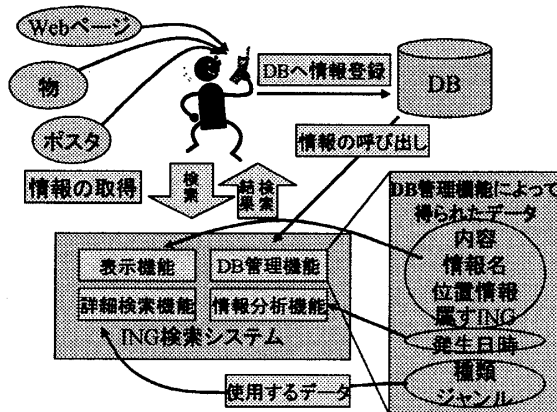 Webページ
物
ポスタ
情報の取得
DBへ情報登録
DB
情報の呼び出し
検索
検索
結果
表示機能
DB管理機能
詳細検索機能
情報分析機能
ING検索システム
使用するデータ
DB管理機能によって
得られたデータ
内容
情報名
位置情報
属すING
発生日時
種類
ジャンル